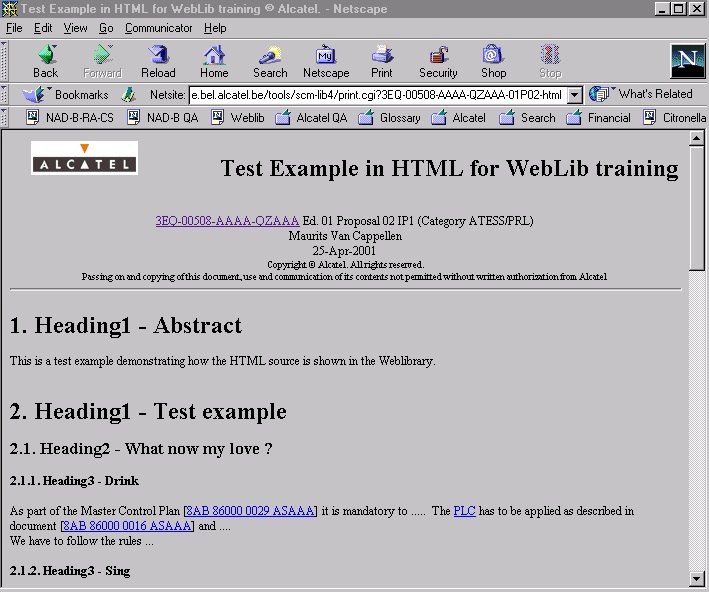 Test Example in HTML for WebLib training © Alcatel. - Netscape
File Edit View Go Communicator Help
Back Forward Reload Home Search Netscape Print Security Shop Stop
My
N
Bookmarks Netsite: e.bel.alcatel.be/tools/scm-lib4/print.cgi?3EQ-00508-AAAA-QZAAA-01P02-html What's Related
NAD-B-RA-CS NAD-B QA Weblib Alcatel QA Glossary Alcatel Search Financial Citronella
ALCATEL
Test Example in HTML for WebLib training
3EQ-00508-AAAA-QZAAA Ed. 01 Proposal 02 IP1 (Category ATESS/PRL)
Maurits Van Cappellen
25-Apr-2001
Copyright © Alcatel. All rights reserved.
Passing on and copying of this document, use and communication of its contents not permitted without written authorization from Alcatel
1. Heading1 - Abstract
This is a test example demonstrating how the HTML source is shown in the Weblibrary.
2. Heading1 - Test example
2.1. Heading2 - What now my love ?
2.1.1. Heading3 - Drink
As part of the Master Control Plan [8AB 86000 0029 ASAAA] it is mandatory to ..... The PLC has to be applied as described in
document [8AB 86000 0016 ASAAA] and ....
We have to follow the rules ...
2.1.2. Heading3 - Sing